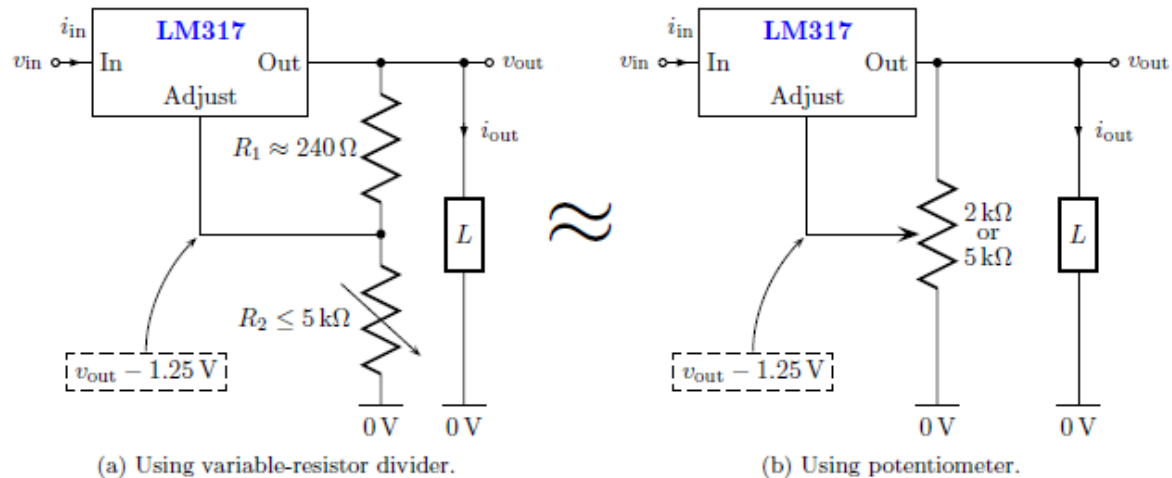 i_in
LM317
v_in
In
Out
v_out
Adjust
R_1 ≈ 240 Ω
i_out
L
R_2 ≤ 5 kΩ
v_out − 1.25 V
0 V
0 V
(a) Using variable-resistor divider.
≈
i_in
LM317
v_in
In
Out
v_out
Adjust
i_out
2 kΩ
or
5 kΩ
L
v_out − 1.25 V
0 V
0 V
(b) Using potentiometer.